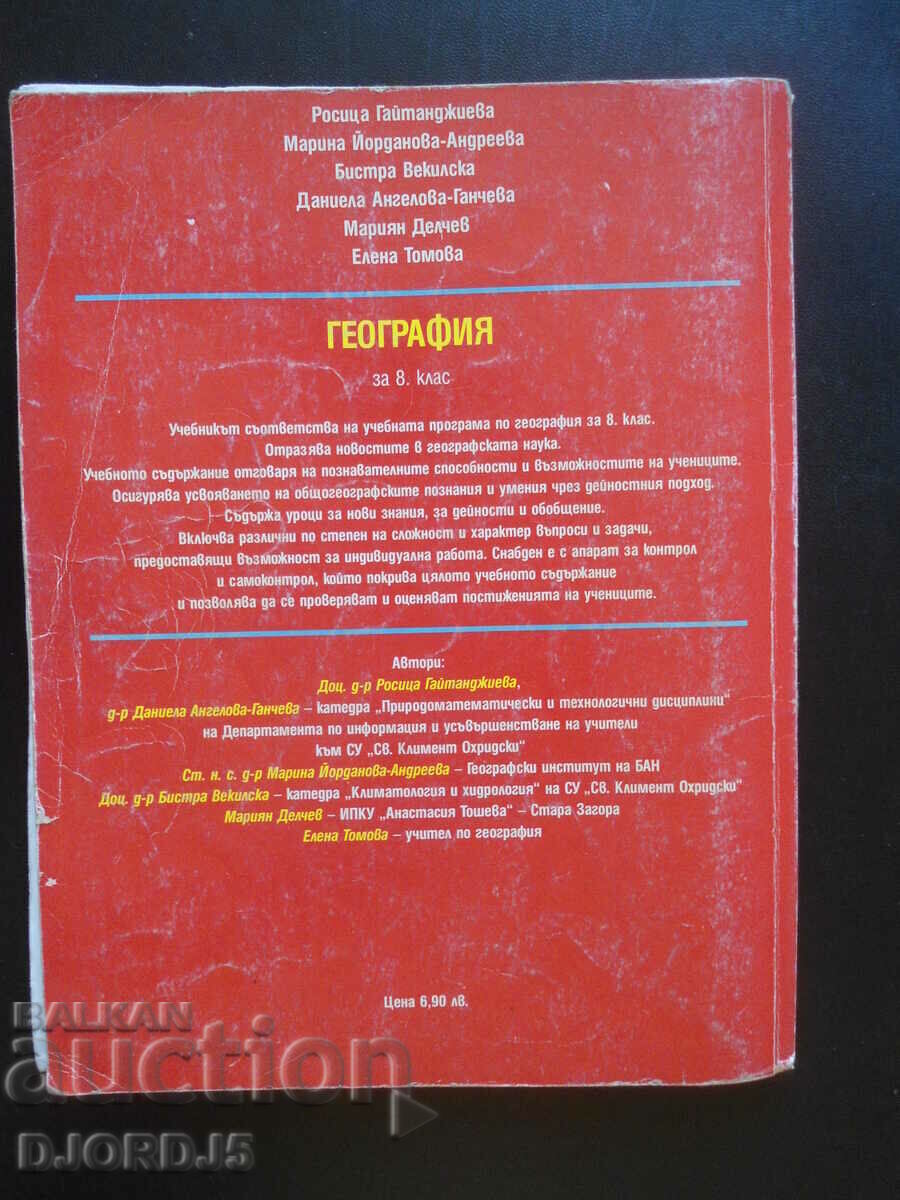 Росица Гайтанджиева
Марина Йорданова-Андреева
Бистра Векилска
Даниела Ангелова-Ганчева
Мариян Делчев
Елена Томова
ГЕОГРАФИЯ
за 8. клас
Учебникът съответства на учебната програма по география за 8. клас.
Отразява новостите в географската наука.
Учебното съдържание отговаря на познавателните способности и възможностите на учениците.
Осигурява усвояването на общогеографските познания и умения чрез дейностния подход.
Съдържа уроци за нови знания, за дейности и обобщение.
Включва различни по степен на сложност и характер въпроси и задачи,
предоставящи възможност за индивидуална работа. Снабден е с апарат за контрол
и самоконтрол, който покрива цялото учебното съдържание
и позволява да се проверяват и оценяват постиженията на учениците.
Автори:
Доц. д-р Росица Гайтанджиева,
д-р Даниела Ангелова-Ганчева – катедра „Природоматематически и технологични дисциплини“
на Департамента по информация и усъвършенстване на учители
към СУ „Св. Климент Охридски“
Ст. н. с. д-р Марина Йорданова-Андреева – Географски институт на БАН
Доц. д-р Бистра Векилска – катедра „Климатология и хидрология“ на СУ „Св. Климент Охридски“
Мариян Делчев – ИПКУ „Анастасия Тошева“ – Стара Загора
Елена Томова – учител по география
Цена 6,90 лв.
BALKAN
auction
DJORDJ5